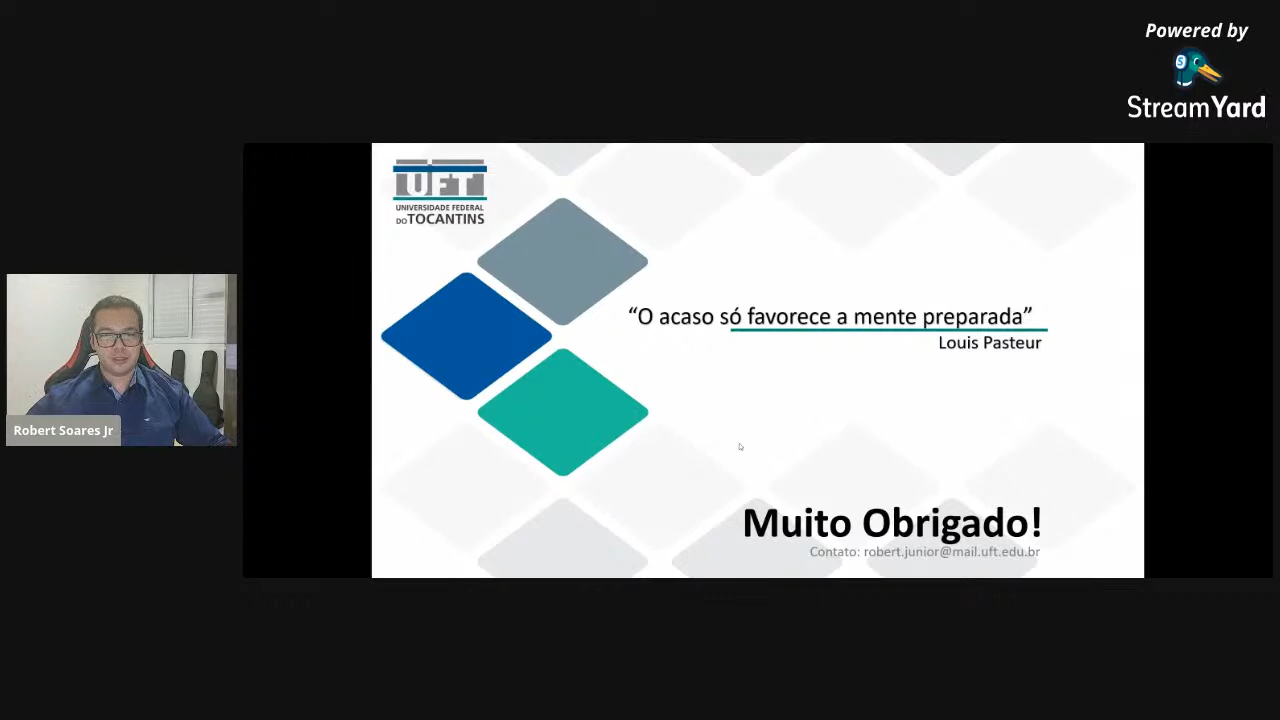 Powered by
StreamYard
UFT
UNIVERSIDADE FEDERAL
DO TOCANTINS
“O acaso só favorece a mente preparada”
Louis Pasteur
Robert Soares Jr
Muito Obrigado!
Contato: robert.junior@mail.uft.edu.br